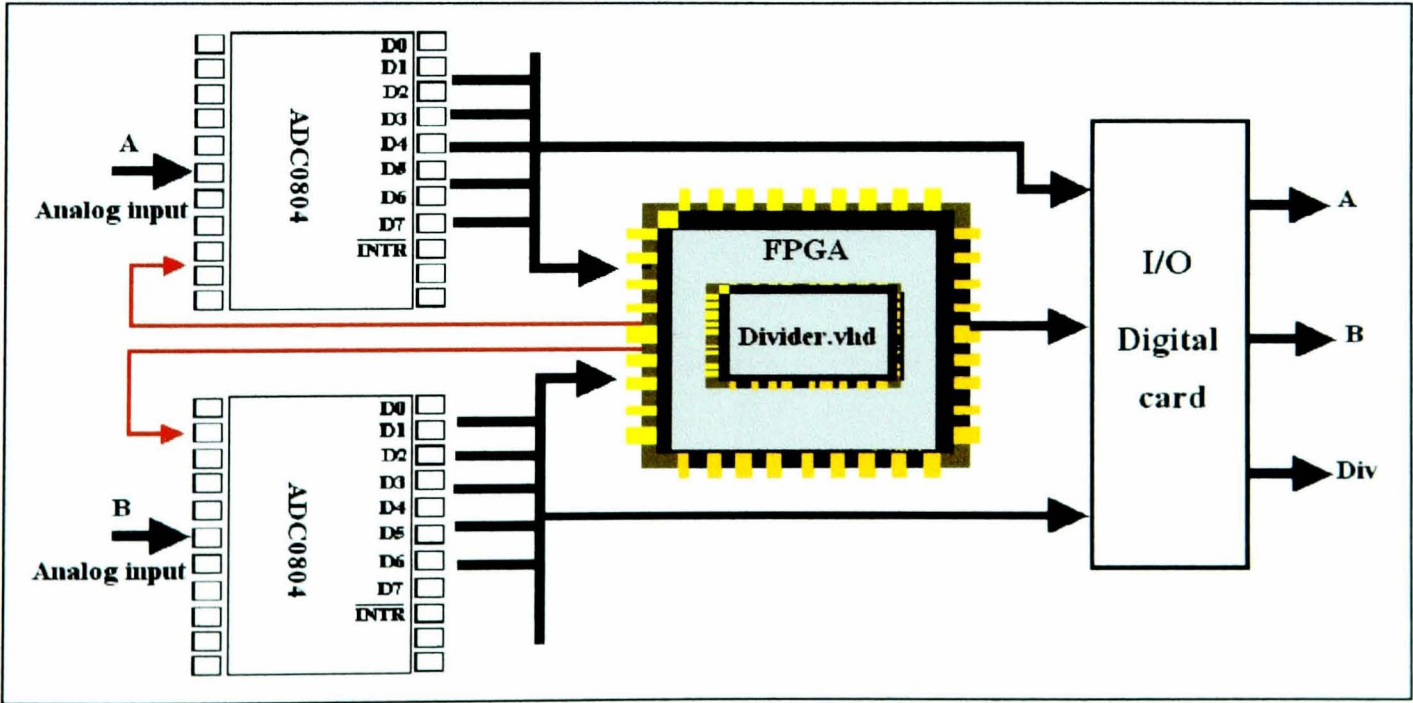 A
Analog input
ADC0804
D0
D1
D2
D3
D4
D5
D6
D7
INTR
FPGA
Divider.vhd
I/O
Digital
card
A
B
Div
B
Analog input
ADC0804
D0
D1
D2
D3
D4
D5
D6
D7
INTR